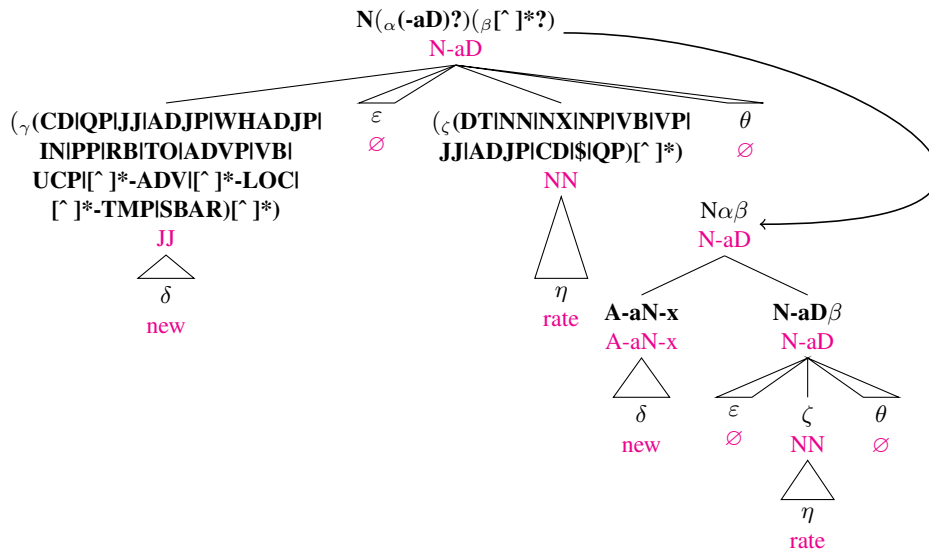 N(α(-aD)?)(β[ˆ ]*?)
N-aD
(γ(CD|QP|JJ|ADJP|WHADJP|
IN|PP|RB|TO|ADVP|VB|
UCP|[ˆ ]*-ADV|[ˆ ]*-LOC|
[ˆ ]*-TMP|SBAR)[ˆ ]*)
JJ
δ
new
ε
∅
(ζ(DT|NN|NX|NP|VB|VP|
JJ|ADJP|CD|$|QP)[ˆ ]*)
NN
η
rate
θ
∅
Nαβ
N-aD
A-aN-x
A-aN-x
δ
new
N-aDβ
N-aD
ε
∅
ζ
NN
η
rate
θ
∅